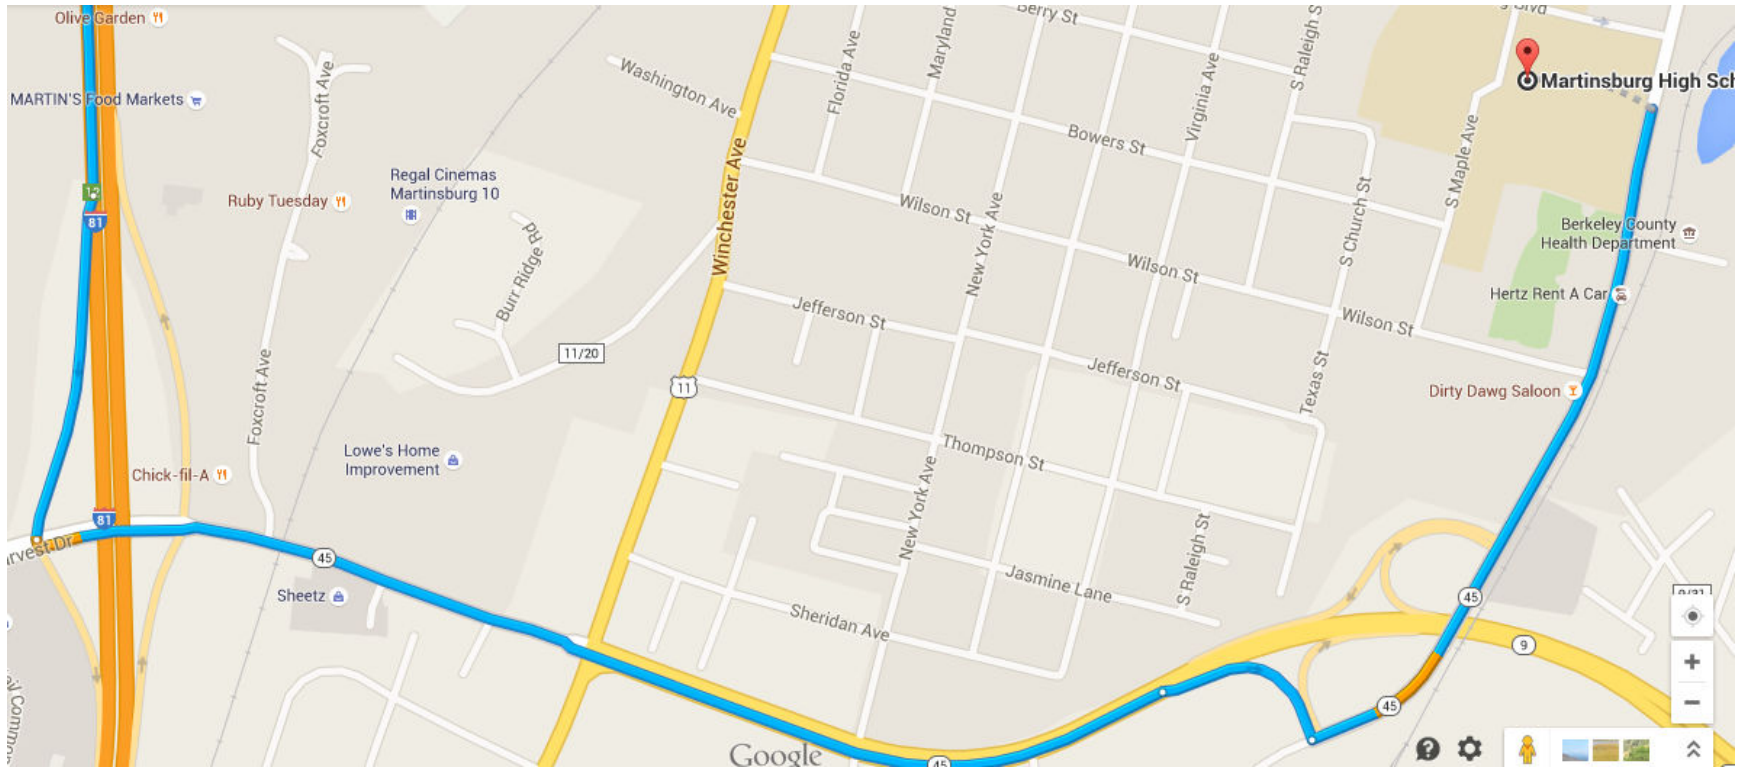 Olive Garden
Berry St
Blvd
Maryland
Florida Ave
S Raleigh S
Foxcroft Ave
Washington Ave
Virginia Ave
Martinsburg High Sch
MARTIN'S Food Markets
Bowers St
S Maple Ave
Winchester Ave
Regal Cinemas
Martinsburg 10
Ruby Tuesday
12
81
Wilson St
New York Ave
S Church St
Berkeley County
Health Department
Burr Ridge Rd
Wilson St
Hertz Rent A Car
Jefferson St
Wilson St
11/20
11
Foxcroft Ave
Jefferson St
Texas St
Dirty Dawg Saloon
Lowe's Home
Improvement
Thompson St
Chick-fil-A
81
New York Ave
S Raleigh St
arvest Dr
45
Jasmine Lane
Sheetz
45
Sheridan Ave
9
45
Google
45